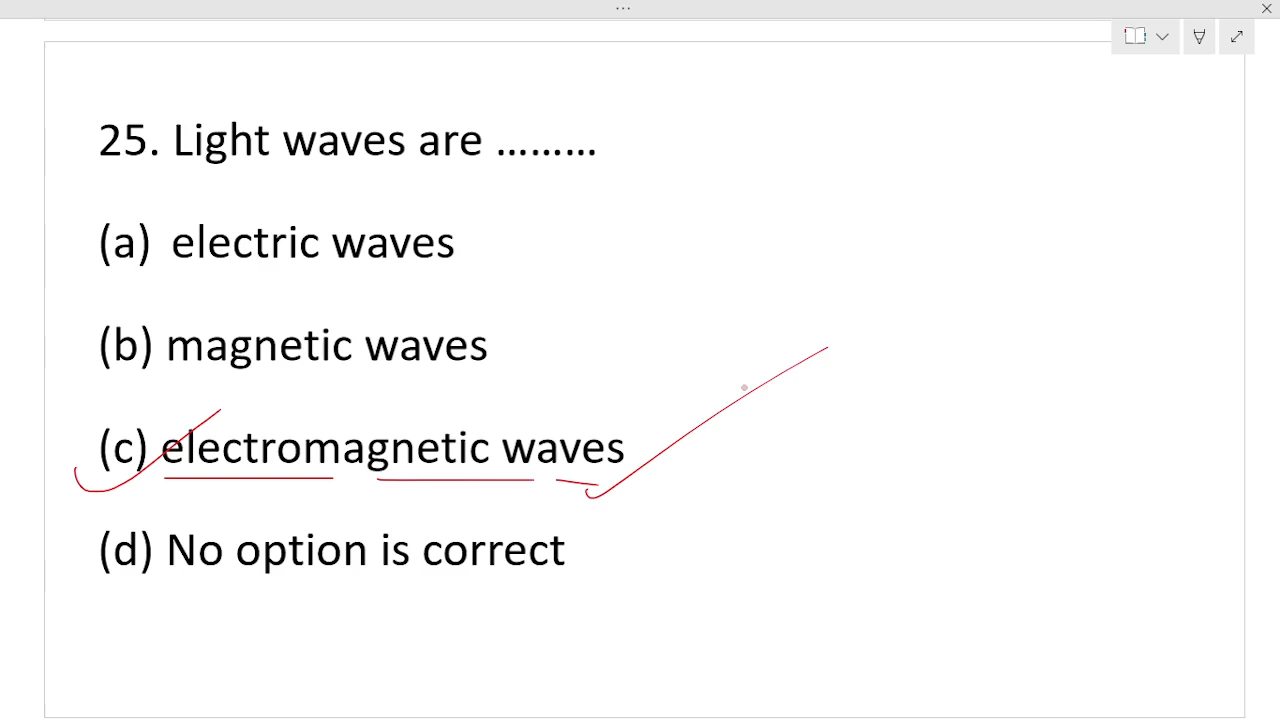 25. Light waves are .........
(a) electric waves
(b) magnetic waves
(c) electromagnetic waves
(d) No option is correct